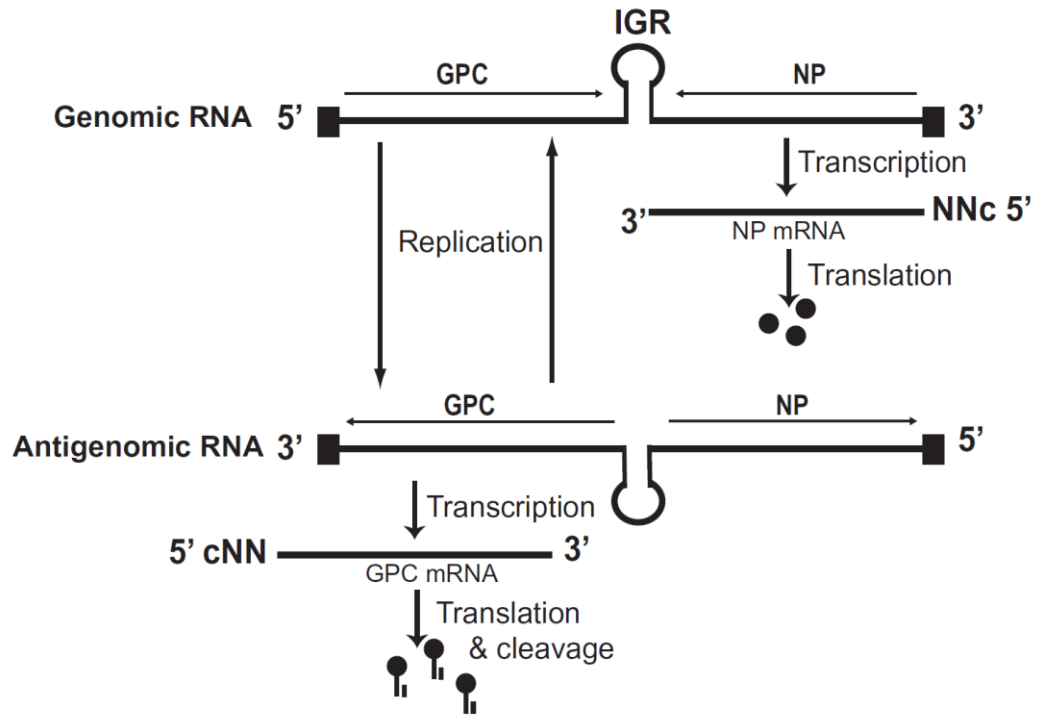 IGR
GPC
NP
Genomic RNA 5’
3’
Transcription
3’
NNc 5’
NP mRNA
Replication
Translation
GPC
NP
Antigenomic RNA 3’
5’
Transcription
5’ cNN
3’
GPC mRNA
Translation
& cleavage